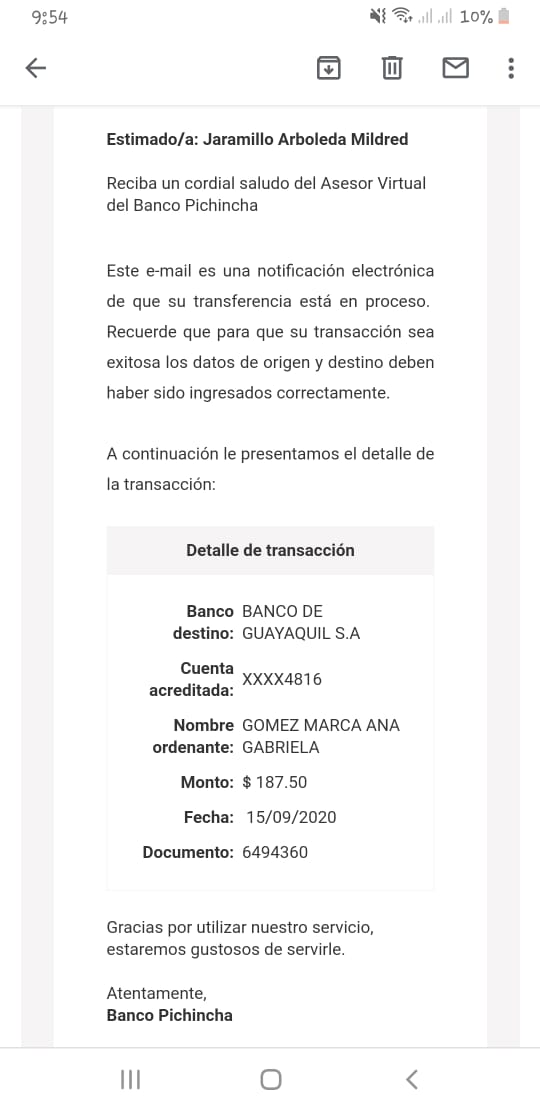 9:54
10%
Estimado/a: Jaramillo Arboleda Mildred
Reciba un cordial saludo del Asesor Virtual
del Banco Pichincha
Este e-mail es una notificación electrónica
de que su transferencia está en proceso.
Recuerde que para que su transacción sea
exitosa los datos de origen y destino deben
haber sido ingresados correctamente.
A continuación le presentamos el detalle de
la transacción:
Detalle de transacción
Banco BANCO DE
destino: GUAYAQUIL S.A
Cuenta
acreditada: XXXX4816
Nombre GOMEZ MARCA ANA
ordenante: GABRIELA
Monto: $ 187.50
Fecha: 15/09/2020
Documento: 6494360
Gracias por utilizar nuestro servicio,
estaremos gustosos de servirle.
Atentamente,
Banco Pichincha